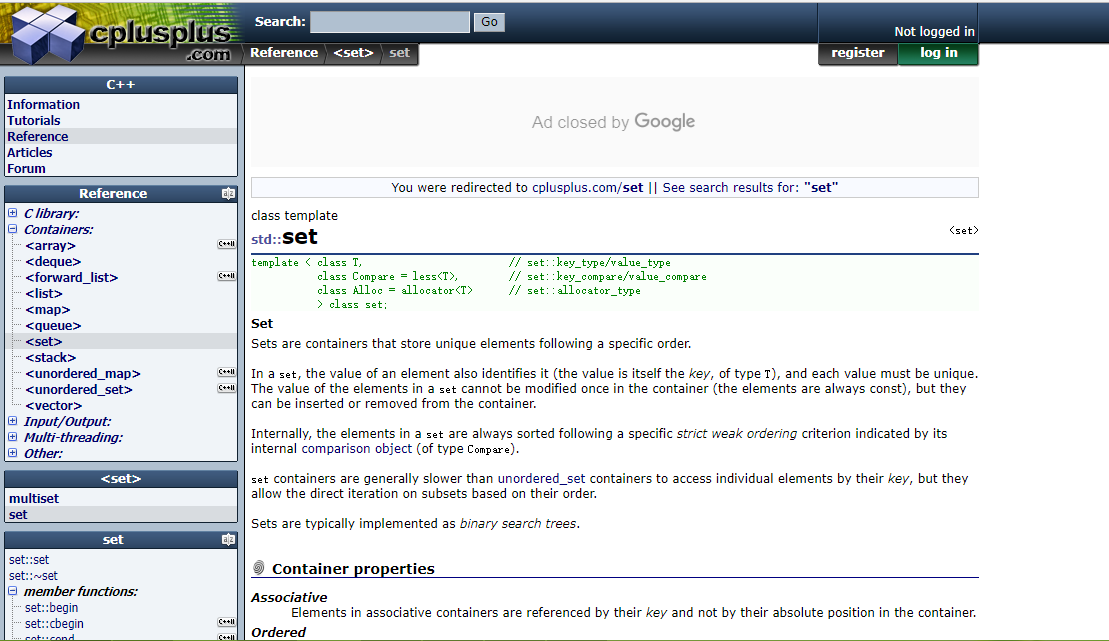 cplusplus
.com
Search:
Go
Not logged in
Reference
<set>
set
register
log in
C++
Information
Tutorials
Reference
Articles
Forum
Reference
C library:
Containers:
<array>
C++11
<deque>
<forward_list>
C++11
<list>
<map>
<queue>
<set>
<stack>
<unordered_map>
C++11
<unordered_set>
C++11
<vector>
Input/Output:
Multi-threading:
Other:
<set>
multiset
set
set
set::set
set::~set
member functions:
set::begin
set::cbegin
C++11
set::cend
C++11
Ad closed by Google
You were redirected to cplusplus.com/set || See search results for: "set"
class template
std::set
<set>
template < class T, // set::key_type/value_type
class Compare = less<T>, // set::key_compare/value_compare
class Alloc = allocator<T> // set::allocator_type
> class set;
Set
Sets are containers that store unique elements following a specific order.
In a set, the value of an element also identifies it (the value is itself the key, of type T), and each value must be unique.
The value of the elements in a set cannot be modified once in the container (the elements are always const), but they
can be inserted or removed from the container.
Internally, the elements in a set are always sorted following a specific strict weak ordering criterion indicated by its
internal comparison object (of type Compare).
set containers are generally slower than unordered_set containers to access individual elements by their key, but they
allow the direct iteration on subsets based on their order.
Sets are typically implemented as binary search trees.
Container properties
Associative
Elements in associative containers are referenced by their key and not by their absolute position in the container.
Ordered